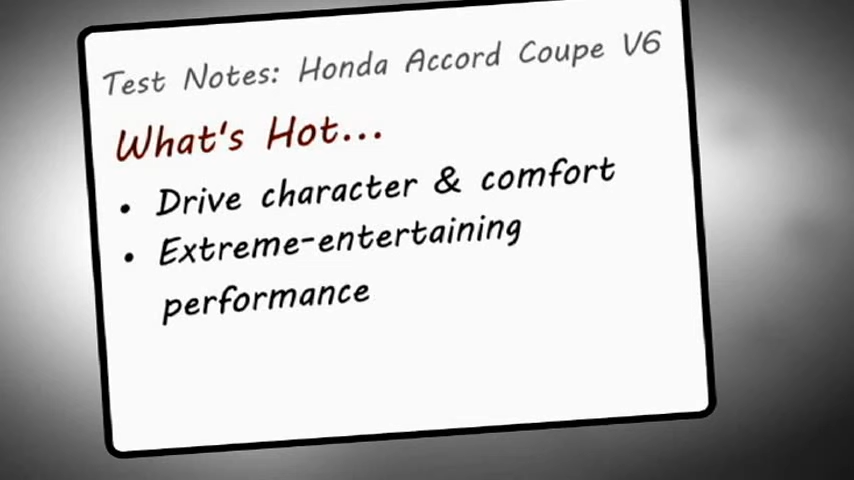 Test Notes: Honda Accord Coupe V6
What's Hot...
• Drive character & comfort
• Extreme-entertaining
performance